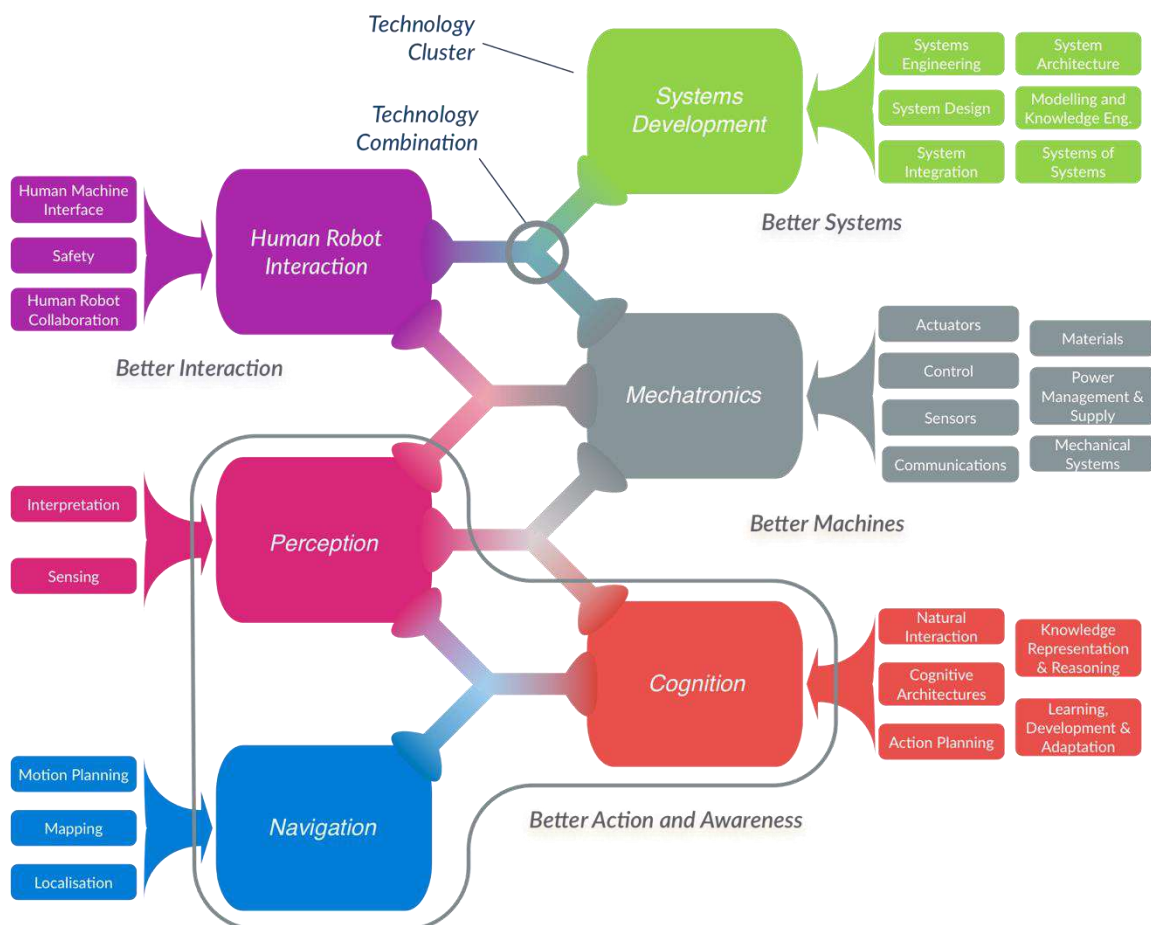 Technology
Cluster
Technology
Combination
Systems
Development
Systems
Engineering
System
Architecture
System Design
Modelling and
Knowledge Eng.
System
Integration
Systems of
Systems
Better Systems
Human Machine
Interface
Safety
Human Robot
Collaboration
Human Robot
Interaction
Better Interaction
Mechatronics
Actuators
Materials
Control
Power
Management &
Supply
Sensors
Communications
Mechanical
Systems
Better Machines
Interpretation
Sensing
Perception
Cognition
Natural
Interaction
Knowledge
Representation
& Reasoning
Cognitive
Architectures
Learning,
Development &
Adaptation
Action Planning
Better Action and Awareness
Motion Planning
Mapping
Localisation
Navigation